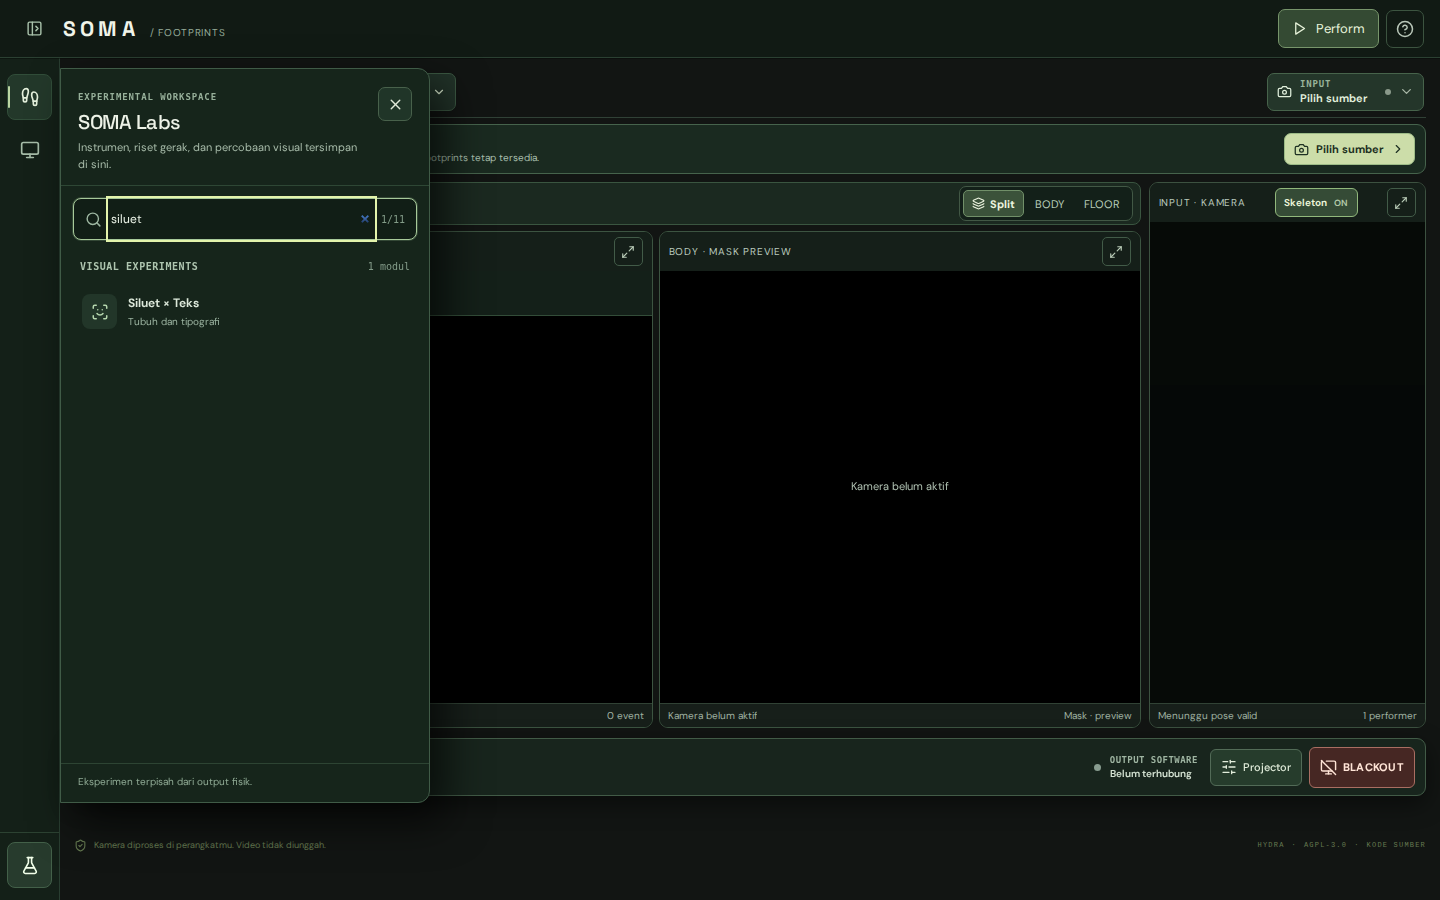 SOMA / FOOTPRINTS
Perform
EXPERIMENTAL WORKSPACE
SOMA Labs
Instrumen, riset gerak, dan percobaan visual tersimpan
di sini.
siluet
1/11
VISUAL EXPERIMENTS
1 modul
Siluet × Teks
Tubuh dan tipografi
Eksperimen terpisah dari output fisik.
INPUT
Pilih sumber
otprints tetap tersedia.
Pilih sumber
Split
BODY
FLOOR
INPUT · KAMERA
Skeleton ON
BODY · MASK PREVIEW
Kamera belum aktif
0 event
Kamera belum aktif
Mask · preview
Menunggu pose valid
1 performer
OUTPUT SOFTWARE
Belum terhubung
Projector
BLACKOUT
Kamera diproses di perangkatmu. Video tidak diunggah.
HYDRA · AGPL-3.0 · KODE SUMBER